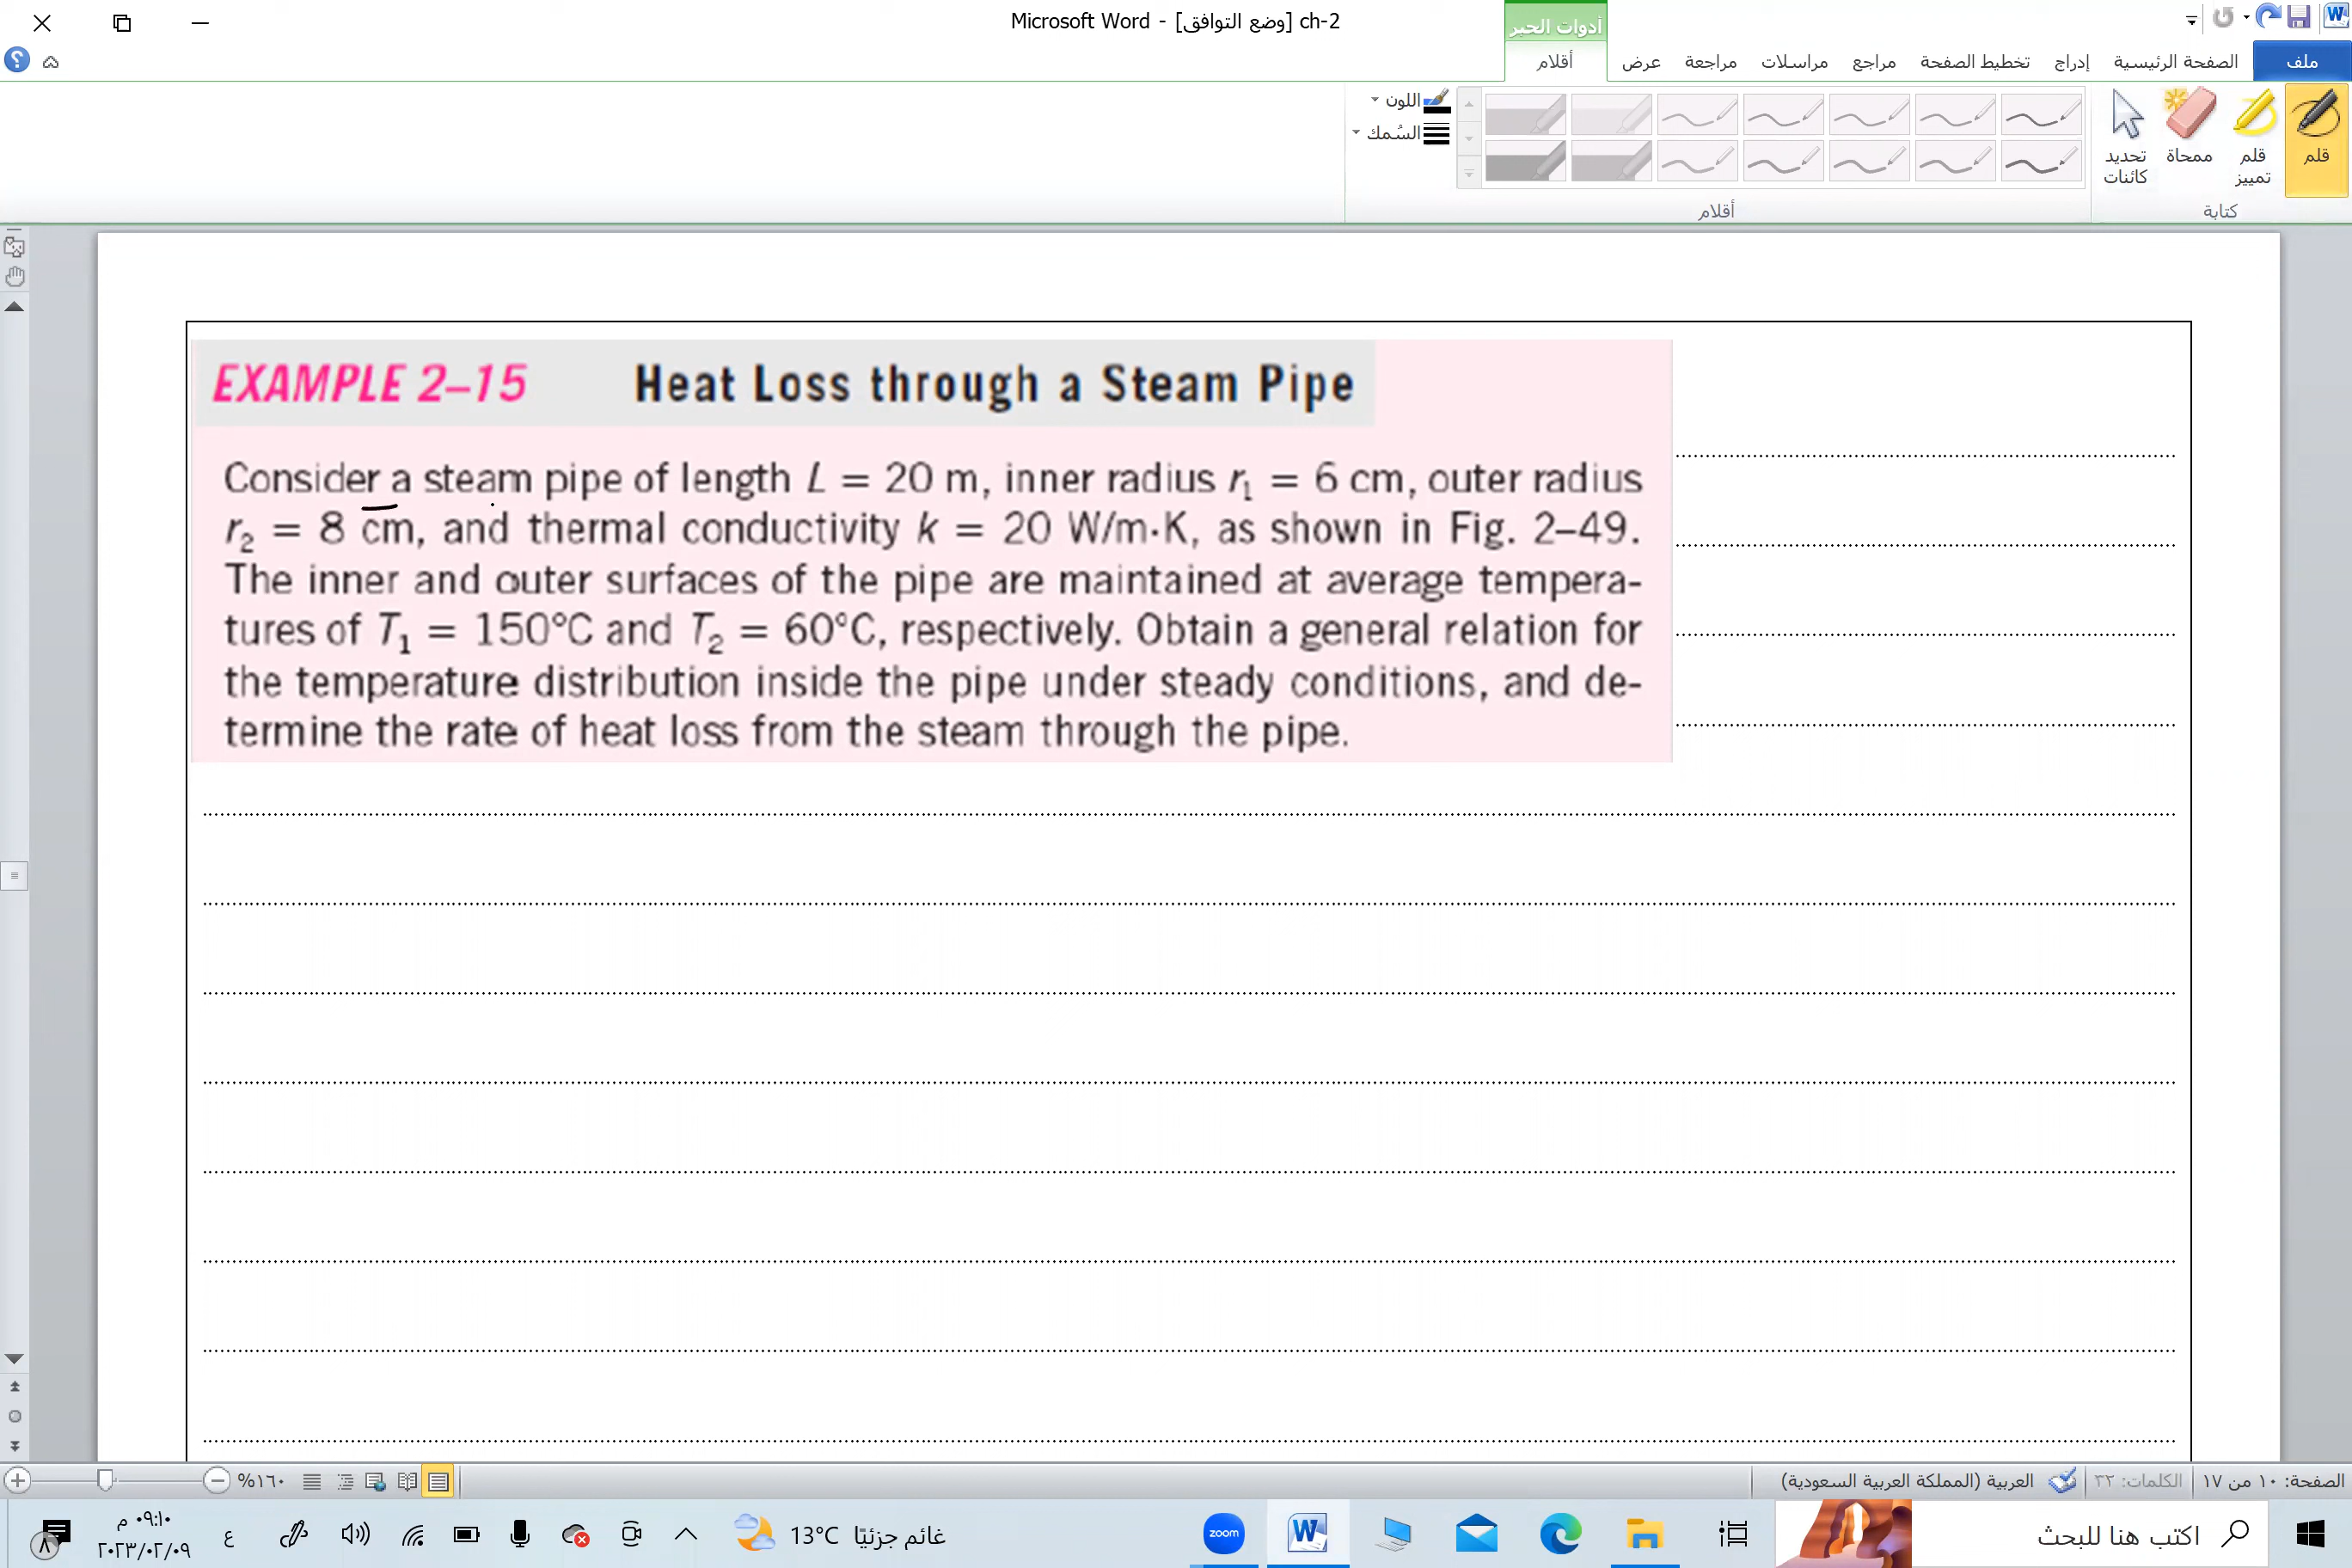 ch-2 [وضع التوافق] - Microsoft Word
أدوات الحبر
ملف
الصفحة الرئيسية
إدراج
تخطيط الصفحة
مراجع
مراسلات
مراجعة
عرض
أقلام
قلم
قلم تمييز
ممحاة
تحديد كائنات
اللون
السُمك
كتابة
أقلام
EXAMPLE 2–15 Heat Loss through a Steam Pipe
Consider a steam pipe of length L = 20 m, inner radius r₁ = 6 cm, outer radius
r₂ = 8 cm, and thermal conductivity k = 20 W/m·K, as shown in Fig. 2–49.
The inner and outer surfaces of the pipe are maintained at average tempera-
tures of T₁ = 150°C and T₂ = 60°C, respectively. Obtain a general relation for
the temperature distribution inside the pipe under steady conditions, and de-
termine the rate of heat loss from the steam through the pipe.
الصفحة: ١٠ من ١٧
الكلمات: ٣٢
العربية (المملكة العربية السعودية)
%١٦٠
اكتب هنا للبحث
zoom
13°C غائم جزئيًا
ع
٠٩:١٠ م
٢٠٢٣/٠٢/٠٩
٨